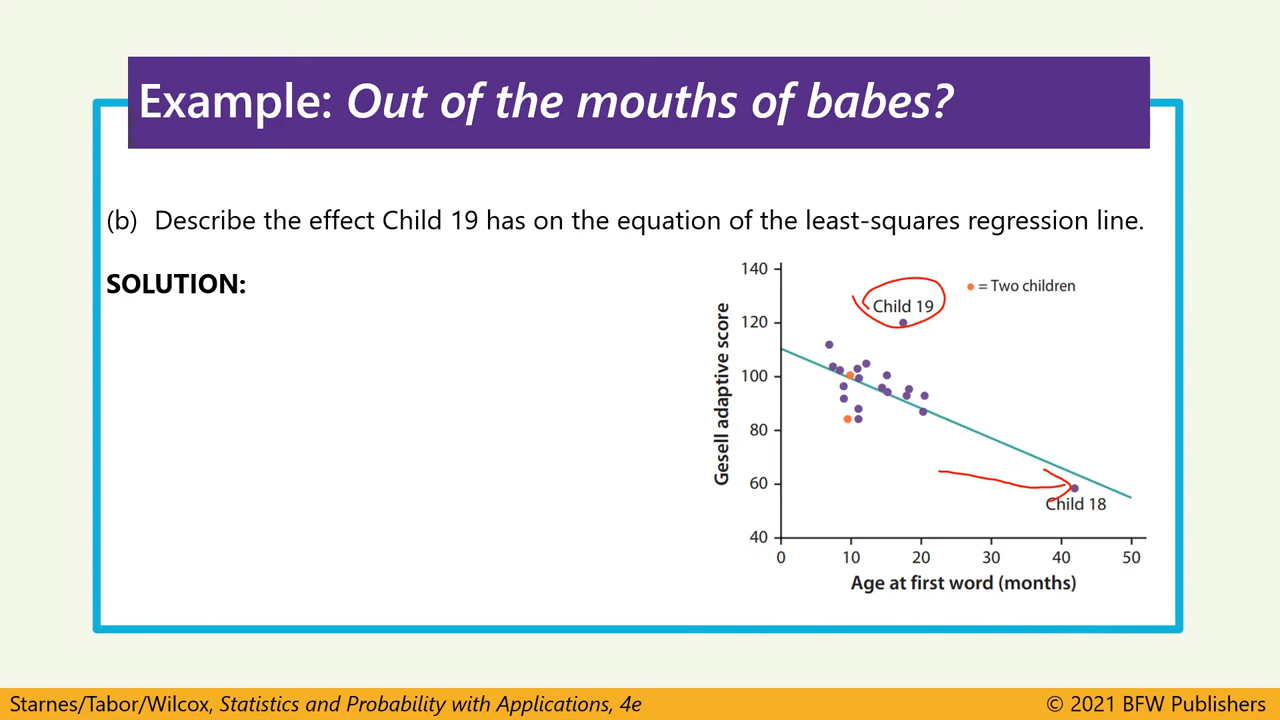 Example: Out of the mouths of babes?
(b) Describe the effect Child 19 has on the equation of the least-squares regression line.
SOLUTION:
140
120
100
80
60
40
Gesell adaptive score
= Two children
Child 19
Child 18
0 10 20 30 40 50
Age at first word (months)
Starnes/Tabor/Wilcox, Statistics and Probability with Applications, 4e
© 2021 BFW Publishers